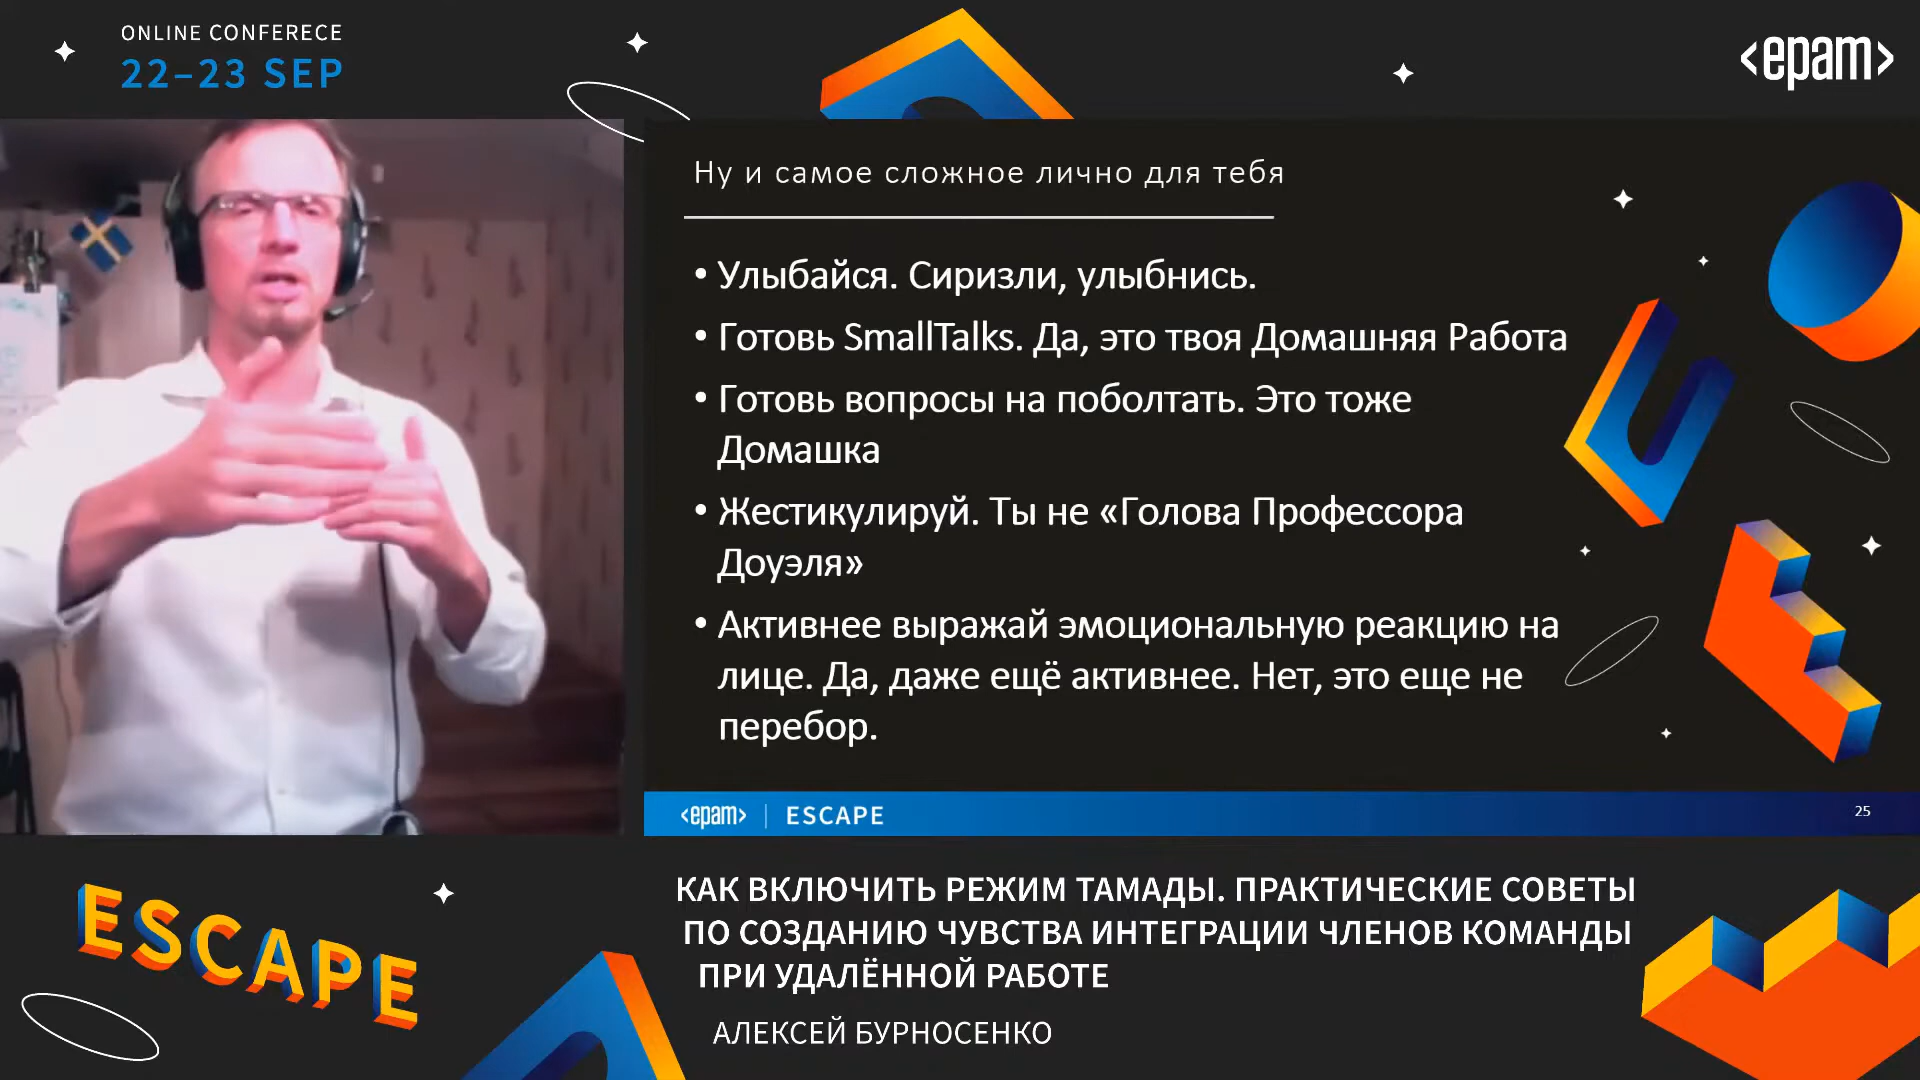 ONLINE CONFERECE
22–23 SEP
<epam>
Ну и самое сложное лично для тебя
• Улыбайся. Сиризли, улыбнись.
• Готовь SmallTalks. Да, это твоя Домашняя Работа
• Готовь вопросы на поболтать. Это тоже
Домашка
• Жестикулируй. Ты не «Голова Профессора
Доуэля»
• Активнее выражай эмоциональную реакцию на
лице. Да, даже ещё активнее. Нет, это еще не
перебор.
<epam> | ESCAPE
25
ESCAPE
КАК ВКЛЮЧИТЬ РЕЖИМ ТАМАДЫ. ПРАКТИЧЕСКИЕ СОВЕТЫ
ПО СОЗДАНИЮ ЧУВСТВА ИНТЕГРАЦИИ ЧЛЕНОВ КОМАНДЫ
ПРИ УДАЛЁННОЙ РАБОТЕ
АЛЕКСЕЙ БУРНОСЕНКО